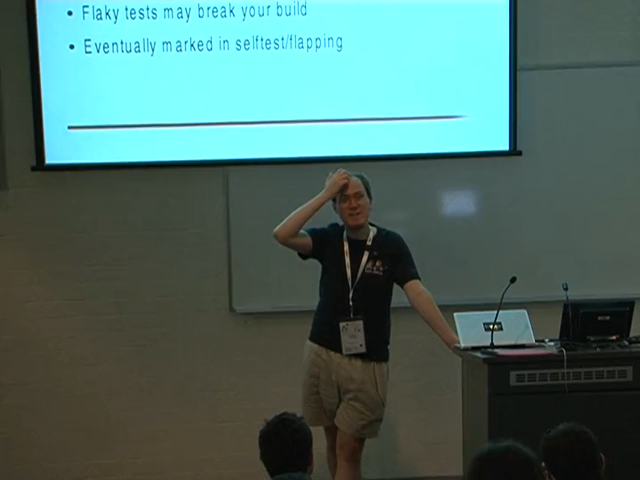 • Flaky tests may break your build
• Eventually marked in selftest/flapping